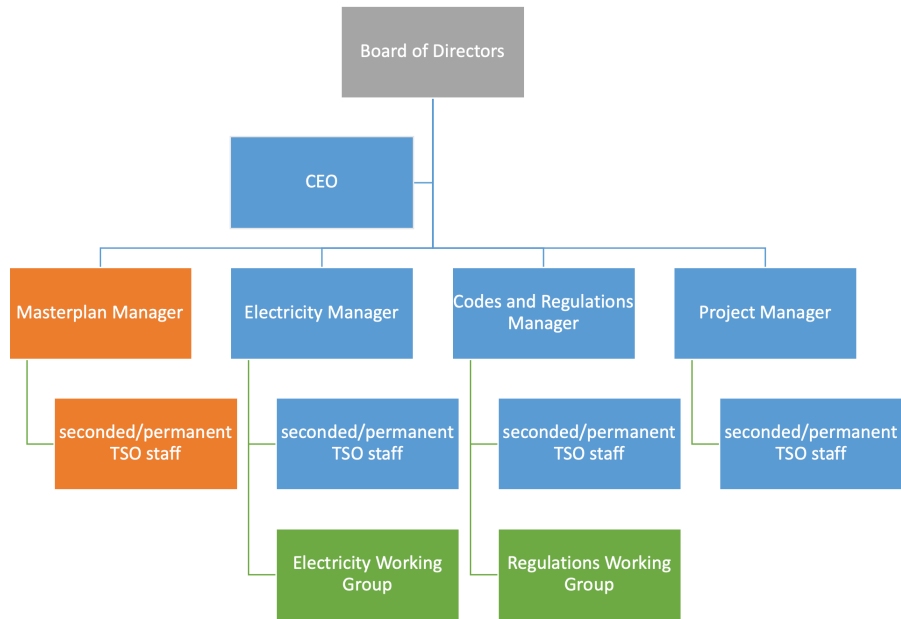 Board of Directors
CEO
Masterplan Manager
Electricity Manager
Codes and Regulations
Manager
Project Manager
seconded/permanent
TSO staff
seconded/permanent
TSO staff
seconded/permanent
TSO staff
seconded/permanent
TSO staff
Electricity Working
Group
Regulations Working
Group